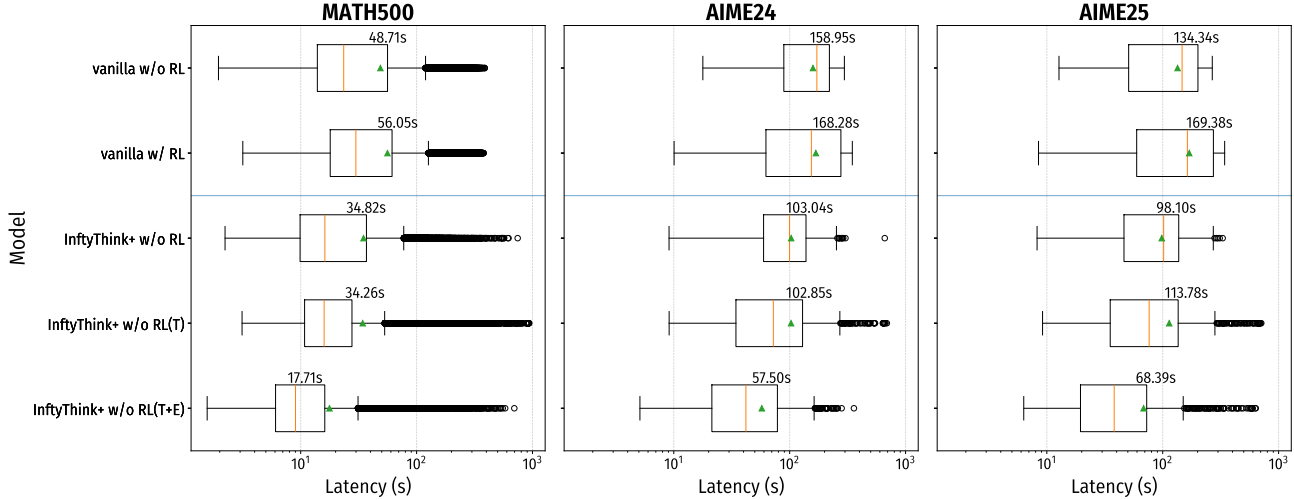 MATH500 AIME24 AIME25
48.71s 158.95s 134.34s
vanilla w/o RL
56.05s 168.28s 169.38s
vanilla w/ RL
34.82s 103.04s 98.10s
InftyThink+ w/o RL
34.26s 102.85s 113.78s
InftyThink+ w/o RL(T)
17.71s 57.50s 68.39s
InftyThink+ w/o RL(T+E)
Model
10¹ 10² 10³ 10¹ 10² 10³ 10¹ 10² 10³
Latency (s) Latency (s) Latency (s)